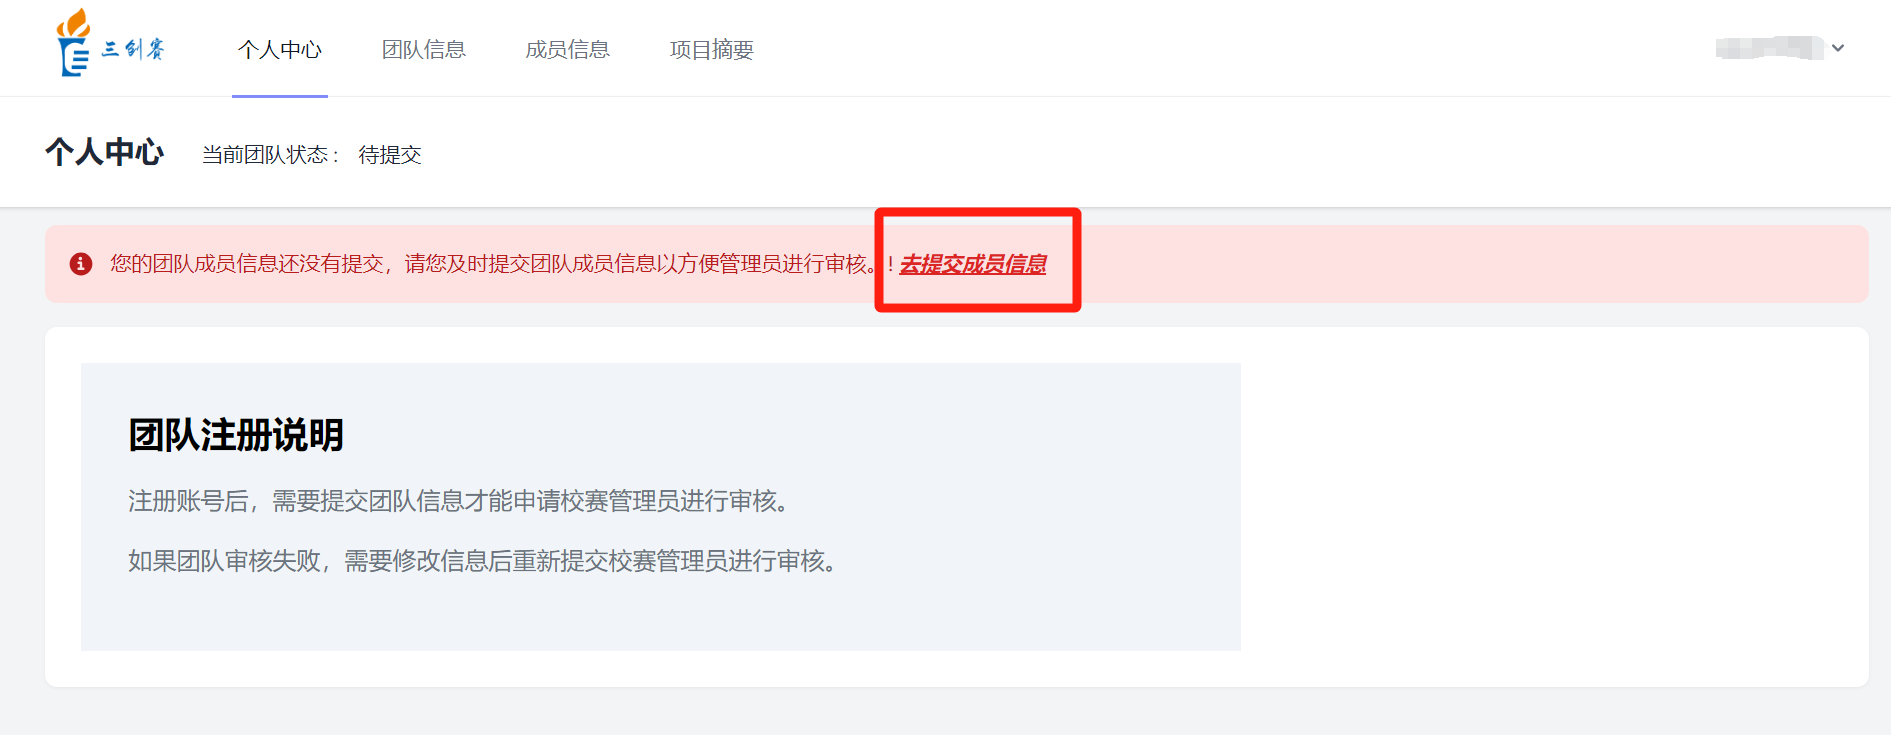 三创赛 个人中心 团队信息 成员信息 项目摘要
个人中心 当前团队状态： 待提交
您的团队成员信息还没有提交，请您及时提交团队成员信息以方便管理员进行审核。! 去提交成员信息
团队注册说明
注册账号后，需要提交团队信息才能申请校赛管理员进行审核。
如果团队审核失败，需要修改信息后重新提交校赛管理员进行审核。